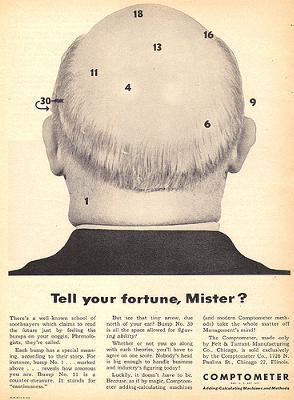 18
16
13
11
4
30
9
6
1
Tell your fortune, Mister?
There's a well-known school of
soothsayers which claims to read
the future just by feeling the
bumps on your noggin. Phrenolo-
gists, they're called.
Each bump has a special mean-
ing, according to their story. For
instance, bump No. 1 . . . marked
above . . . reveals how amorous
you are. Bump No. 11 is a
counter-measure. It stands for
"cautiousness."
But see that tiny arrow, due
north of your ear? Bump No. 30
is all the space allowed for figur-
ing ability!
Whether or not you go along
with such theories, you'll have to
agree on one score. Nobody's head
is big enough to handle business
and industry's figuring today!
Luckily, it doesn't have to be.
Because, as if by magic, Comptom-
eter adding-calculating machines
(and modern Comptometer meth-
ods) take the whole matter off
Management's mind!
The Comptometer, made only
by Felt & Tarrant Manufacturing
Co., Chicago, is sold exclusively
by the Comptometer Co., 1720 N.
Paulina St., Chicago 22, Illinois.
COMPTOMETER
Adding-Calculating Machines and Methods